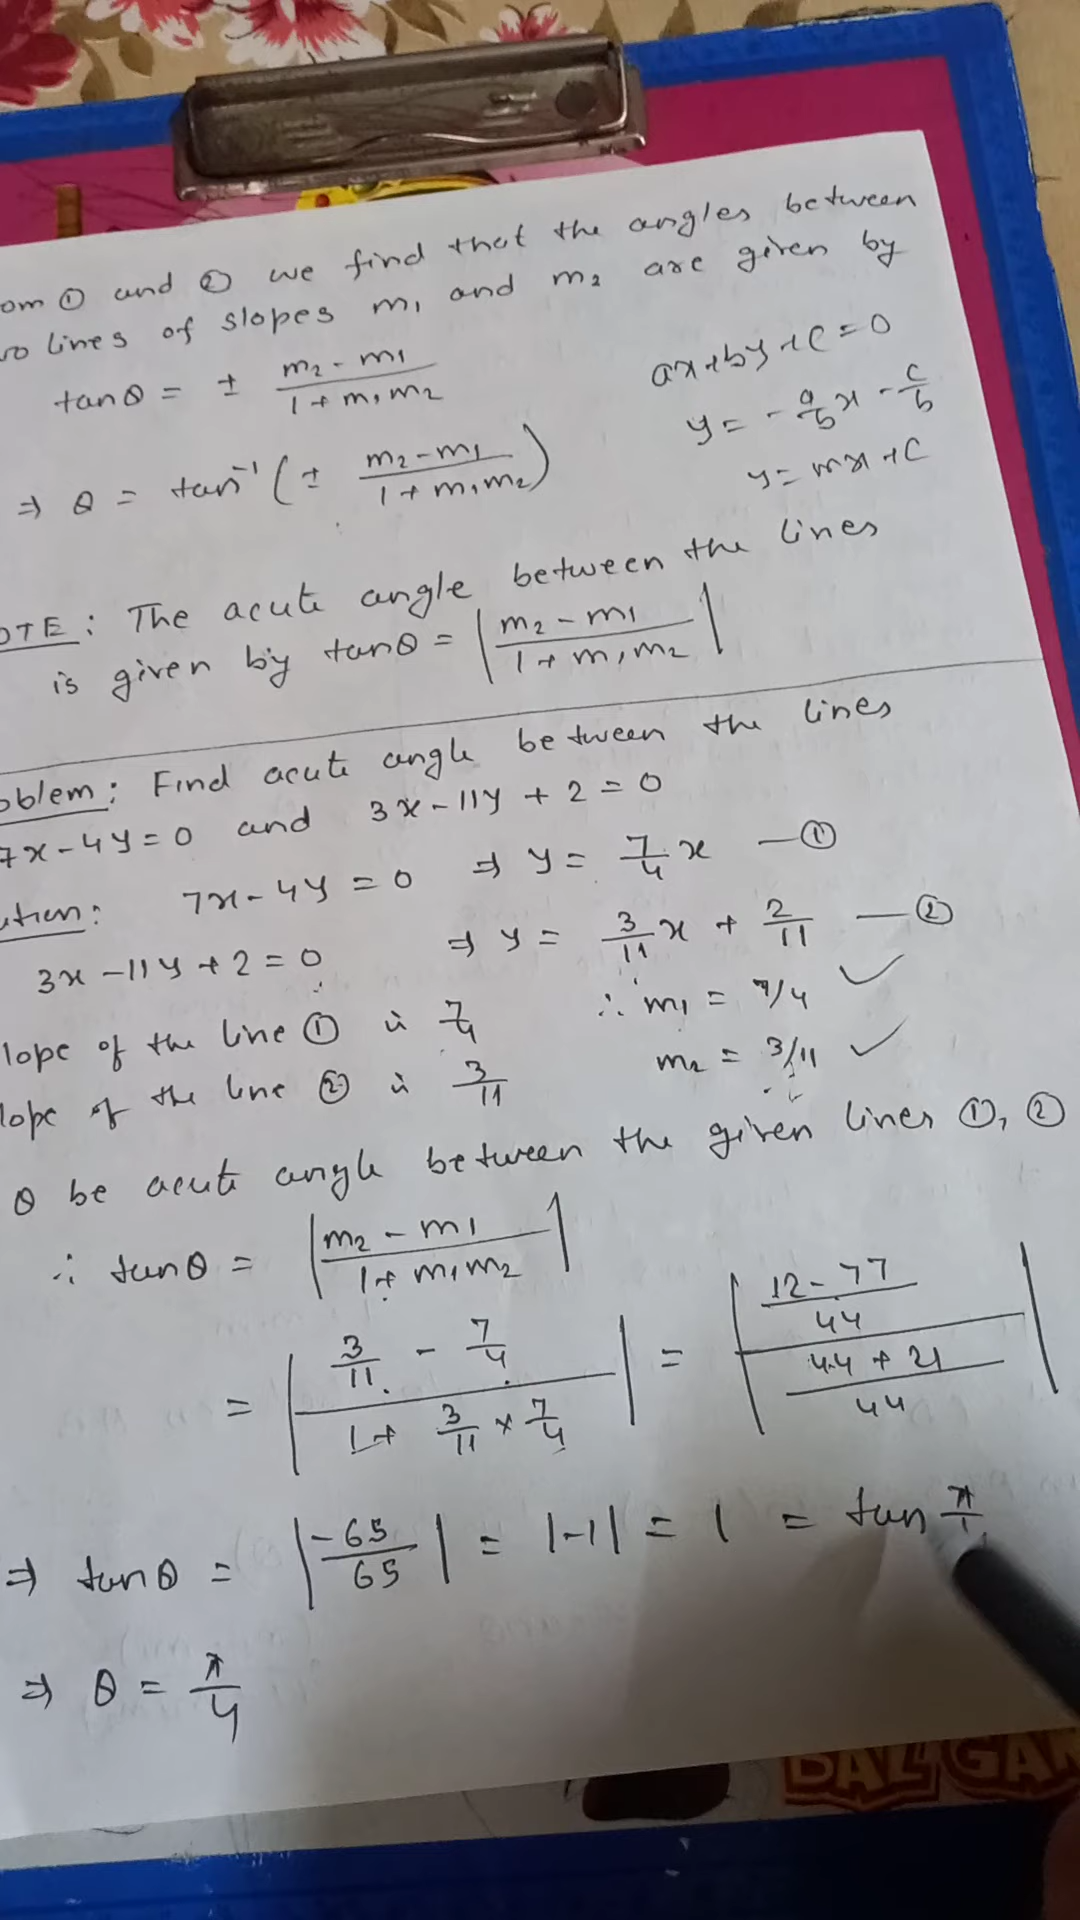 om ① and ② we find that the angles between
lines of slopes m₁ and m₂ are given by
tanθ = ± (m₂ - m₁)/(1 + m₁m₂)
ax + by + c = 0
y = -a/b x - c/b
⇒ θ = tan⁻¹(± (m₂ - m₁)/(1 + m₁m₂))
y = mx + c
OTE: The acute angle between the lines
is given by tanθ = |(m₂ - m₁)/(1 + m₁m₂)|
oblem: Find acute angle between the lines
7x - 4y = 0 and 3x - 11y + 2 = 0
ution: 7x - 4y = 0 ⇒ y = 7/4 x — ①
3x - 11y + 2 = 0 ⇒ y = 3/11 x + 2/11 — ②
lope of the line ① is 7/4 ∴ m₁ = 7/4 ✓
lope of the line ② is 3/11 m₂ = 3/11 ✓
θ be acute angle between the given lines ①, ②
∴ tanθ = |(m₂ - m₁)/(1 + m₁m₂)|
= |(3/11 - 7/4)/(1 + 3/11 × 7/4)| = |((12 - 77)/44)/((44 + 21)/44)|
⇒ tanθ = |-65/65| = |-1| = 1 = tan π/
⇒ θ = π/4
BAL GA